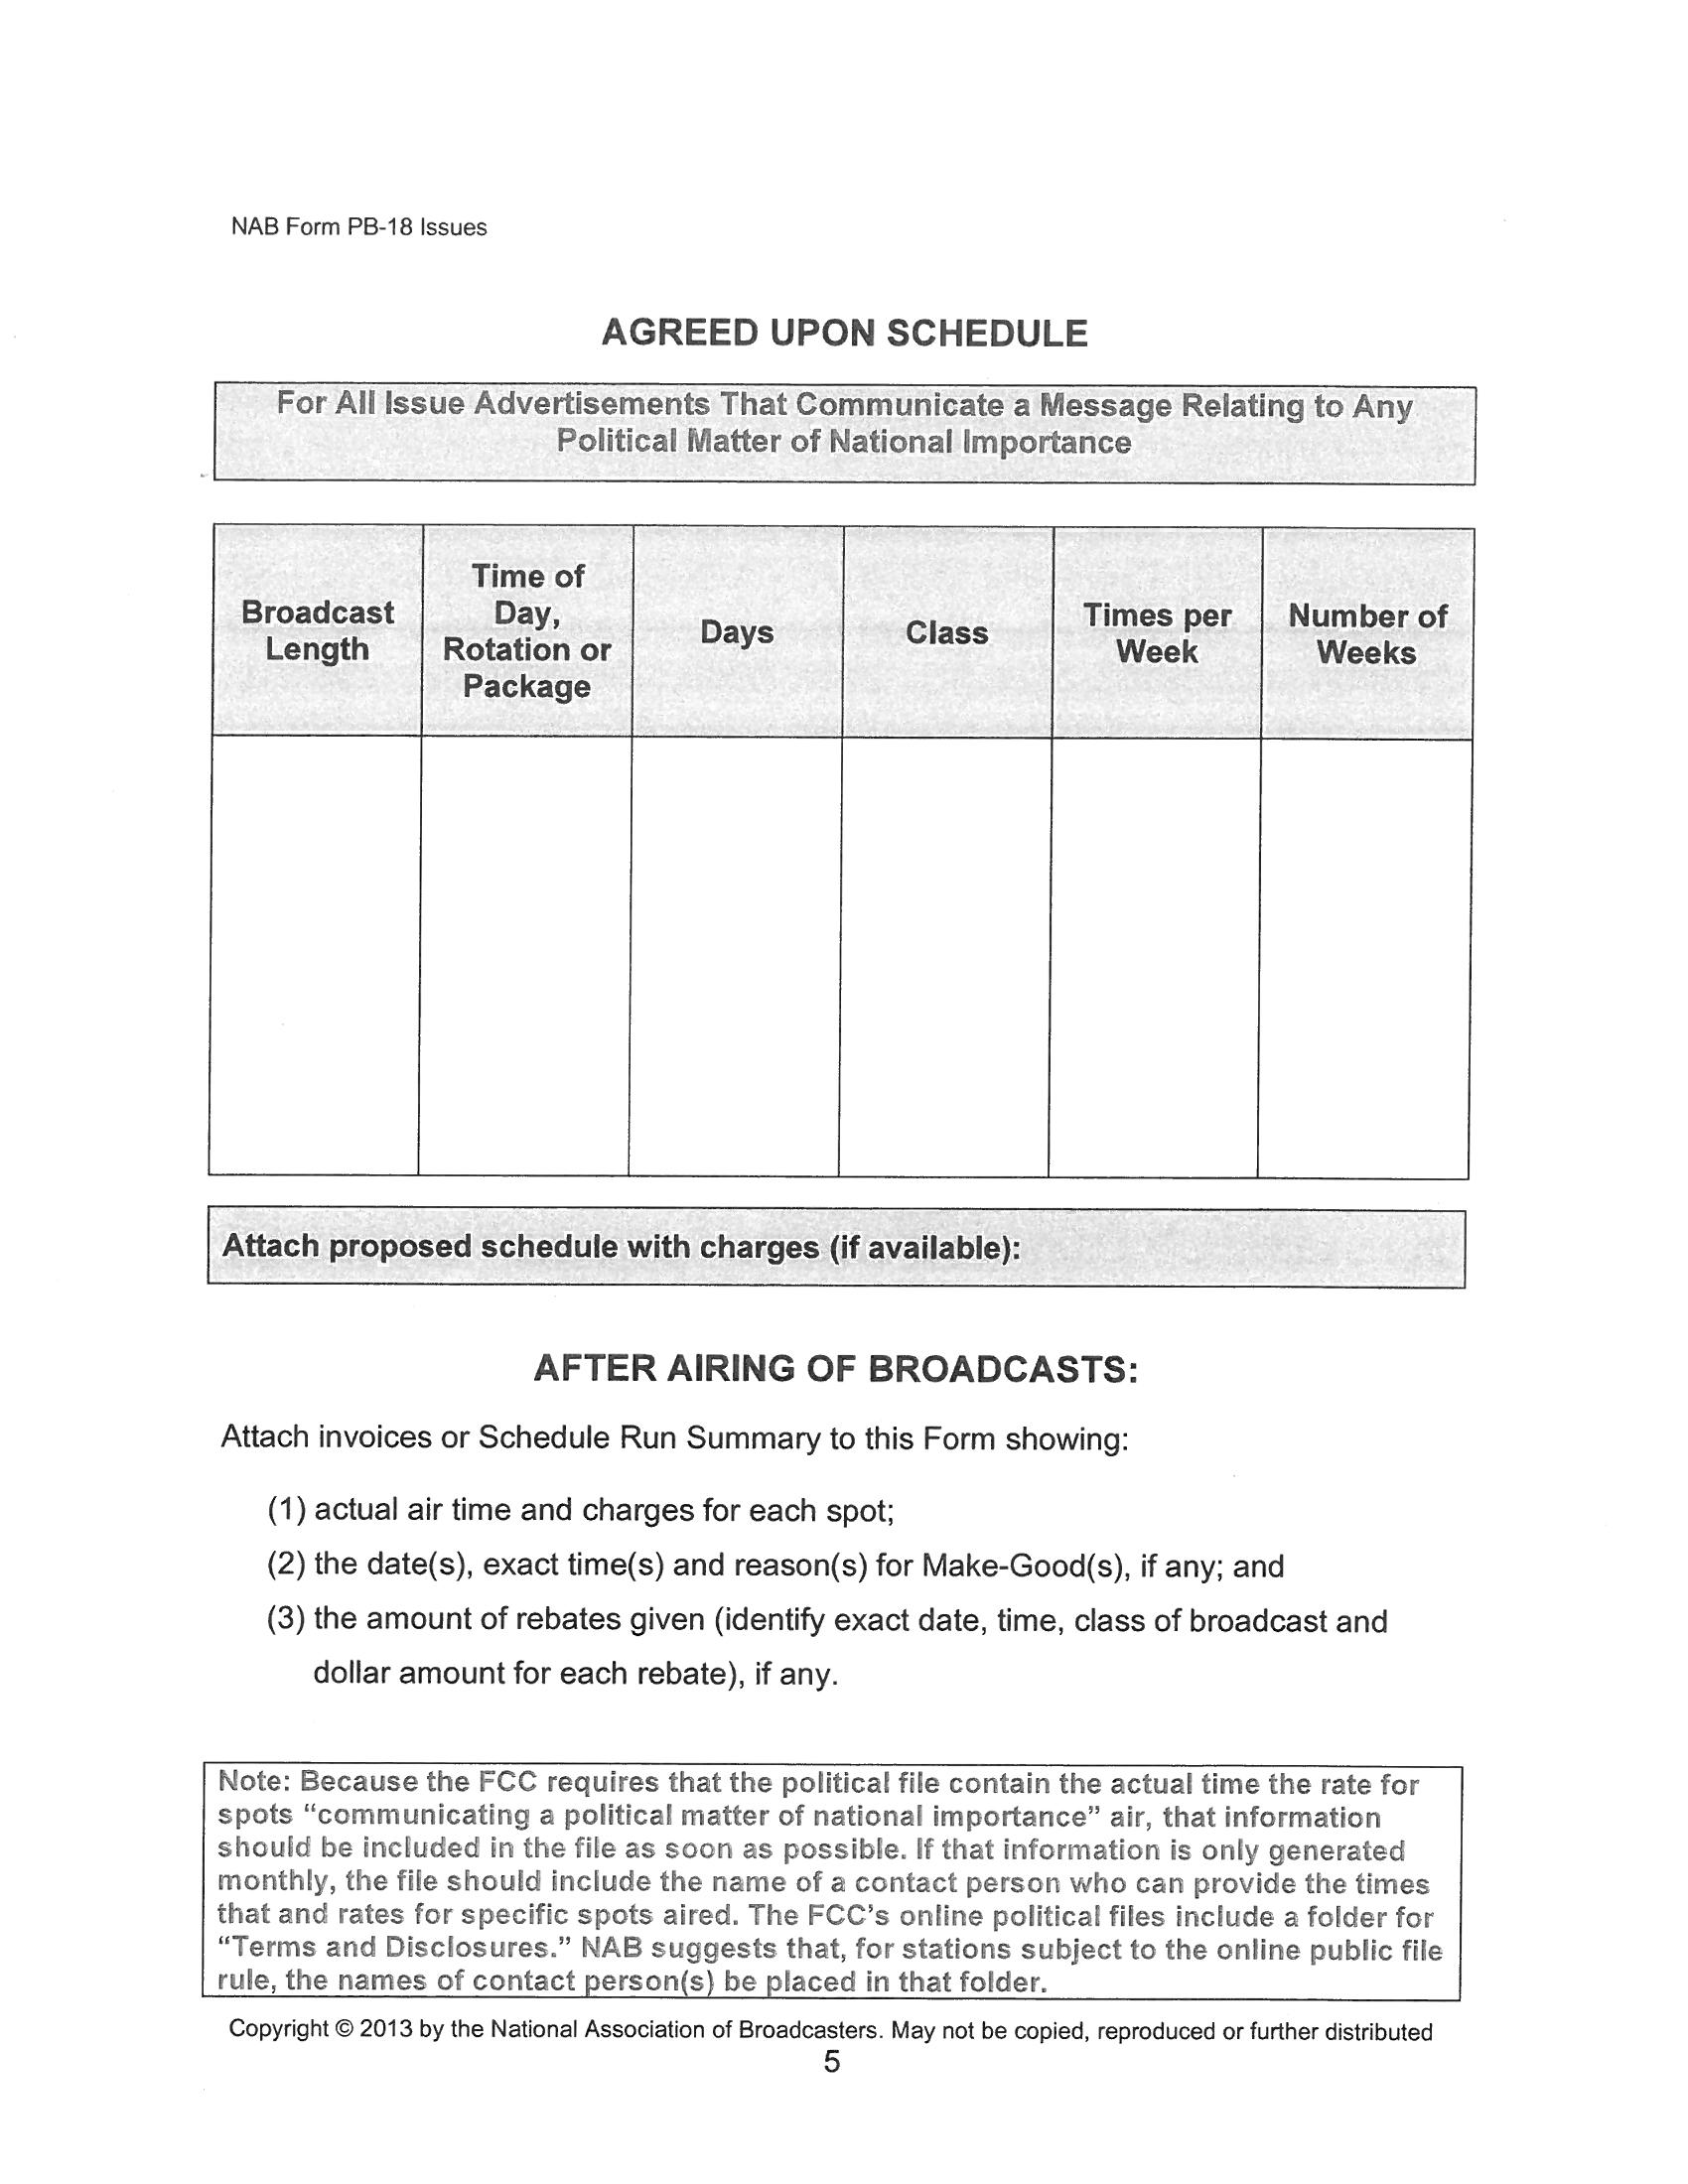 NAB Form PB-18 Issues
AGREED UPON SCHEDULE
For All Issue Advertisements That Communicate a Message Relating to Any
Political Matter of National Importance
Broadcast
Length
Time of
Day,
Rotation or
Package
Days
Class
Times per
Week
Number of
Weeks
Attach proposed schedule with charges (if available):
AFTER AIRING OF BROADCASTS:
Attach invoices or Schedule Run Summary to this Form showing:
(1) actual air time and charges for each spot;
(2) the date(s), exact time(s) and reason(s) for Make-Good(s), if any; and
(3) the amount of rebates given (identify exact date, time, class of broadcast and
dollar amount for each rebate), if any.
Note: Because the FCC requires that the political file contain the actual time the rate for
spots “communicating a political matter of national importance” air, that information
should be included in the file as soon as possible. If that information is only generated
monthly, the file should include the name of a contact person who can provide the times
that and rates for specific spots aired. The FCC’s online political files include a folder for
“Terms and Disclosures.” NAB suggests that, for stations subject to the online public file
rule, the names of contact person(s) be placed in that folder.
Copyright © 2013 by the National Association of Broadcasters. May not be copied, reproduced or further distributed
5